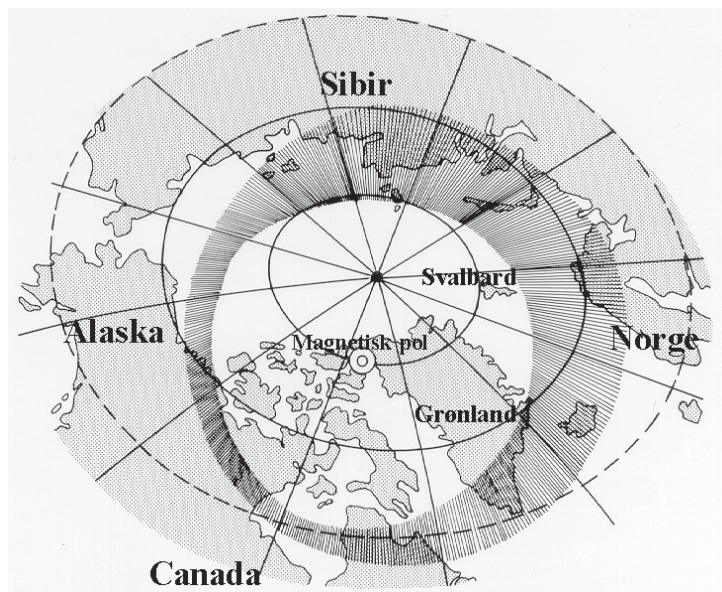 Sibir
Svalbard
Alaska
Magnetisk pol
Norge
Grønland
Canada